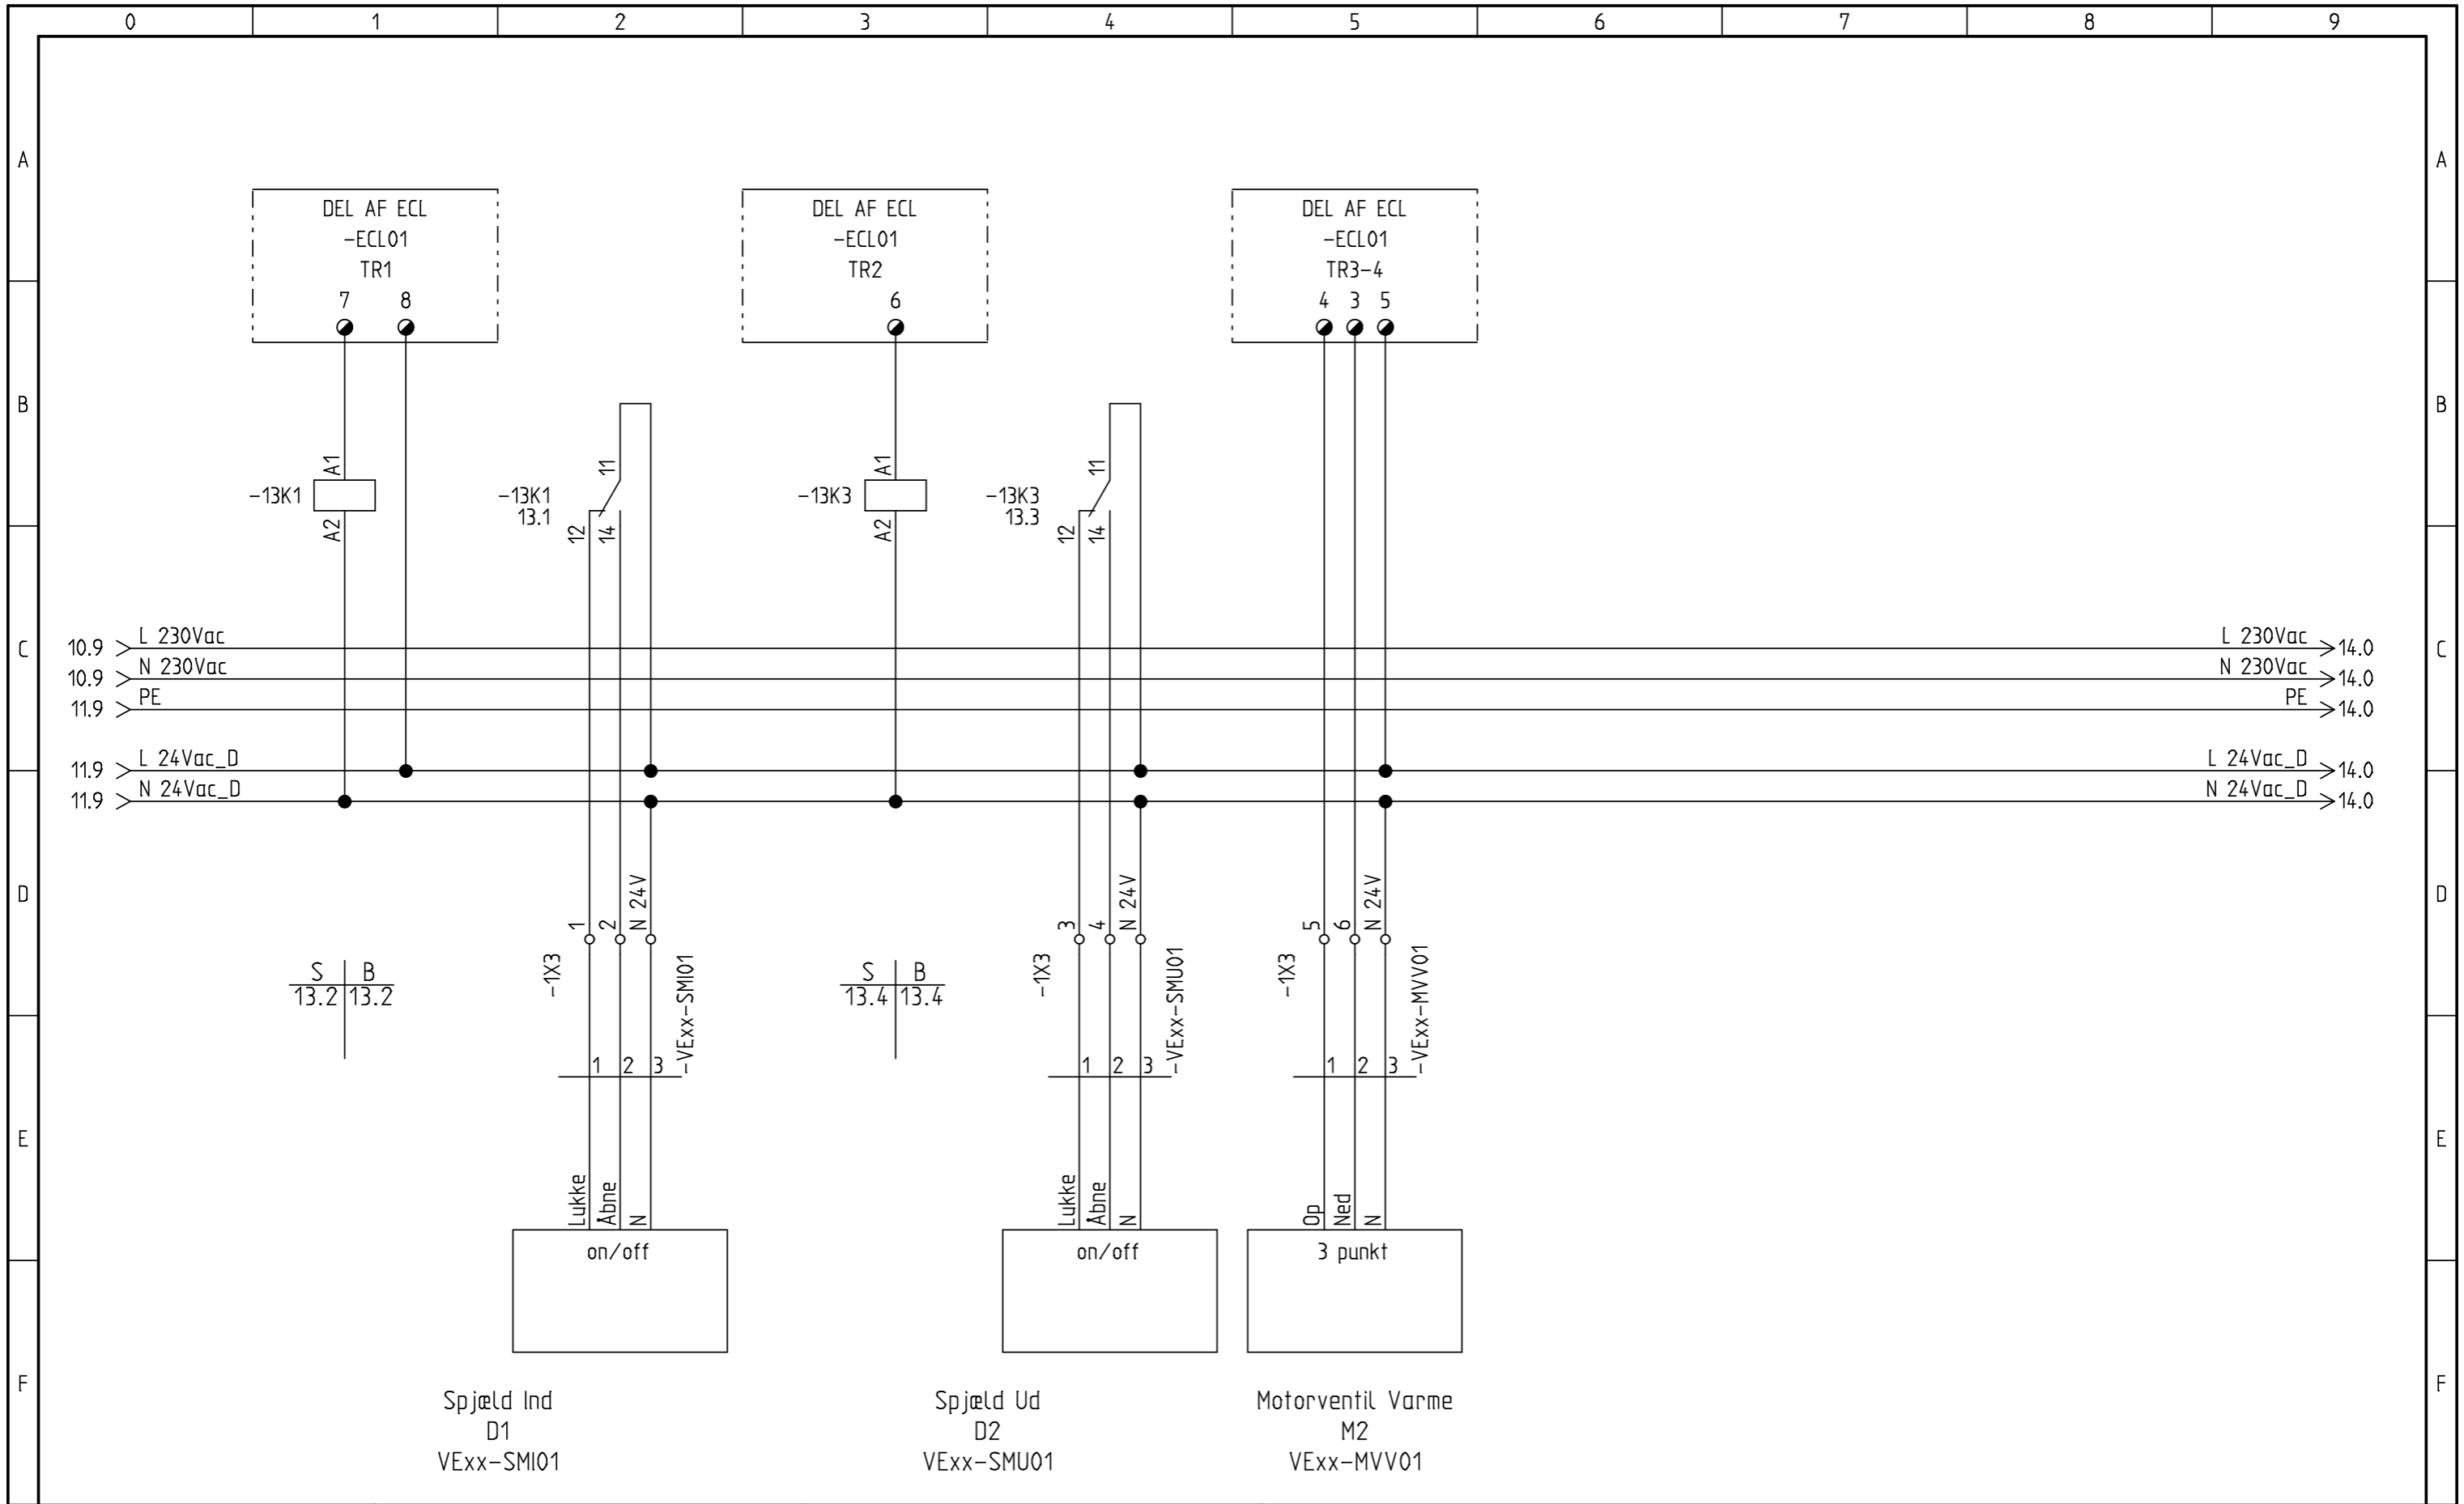 0 1 2 3 4 5 6 7 8 9
A A
DEL AF ECL DEL AF ECL DEL AF ECL
-ECL01 -ECL01 -ECL01
TR1 TR2 TR3-4
7 8 6 4 3 5
B B
A1 11 A1 11
-13K1 -13K1 -13K3 -13K3
13.1 13.3
A2 12 14 A2 12 14
L 230Vac L 230Vac
C 10.9 14.0 C
N 230Vac N 230Vac
10.9 14.0
PE PE
11.9 14.0
L 24Vac_D L 24Vac_D
11.9 14.0
N 24Vac_D N 24Vac_D
11.9 14.0
D D
1 2 N 24V 3 4 N 24V 5 6 N 24V
-1X3 -VExx-SMI01 -1X3 -VExx-SMU01 -1X3 -VExx-MVV01
S B S B
13.2 13.2 13.4 13.4
1 2 3 1 2 3 1 2 3
E E
Lukke Åbne N Lukke Åbne N Op Ned N
on/off on/off 3 punkt
F F
Spjæld Ind Spjæld Ud Motorventil Varme
D1 D2 M2
VExx-SMI01 VExx-SMU01 VExx-MVV01